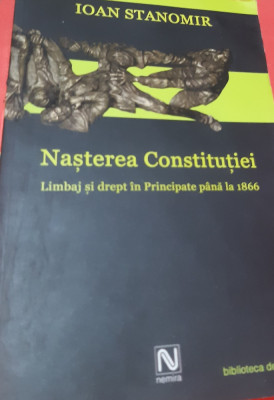 IOAN STANOMIR
Nașterea Constituției
Limbaj și drept în Principate până la 1866
N
nemira
biblioteca de